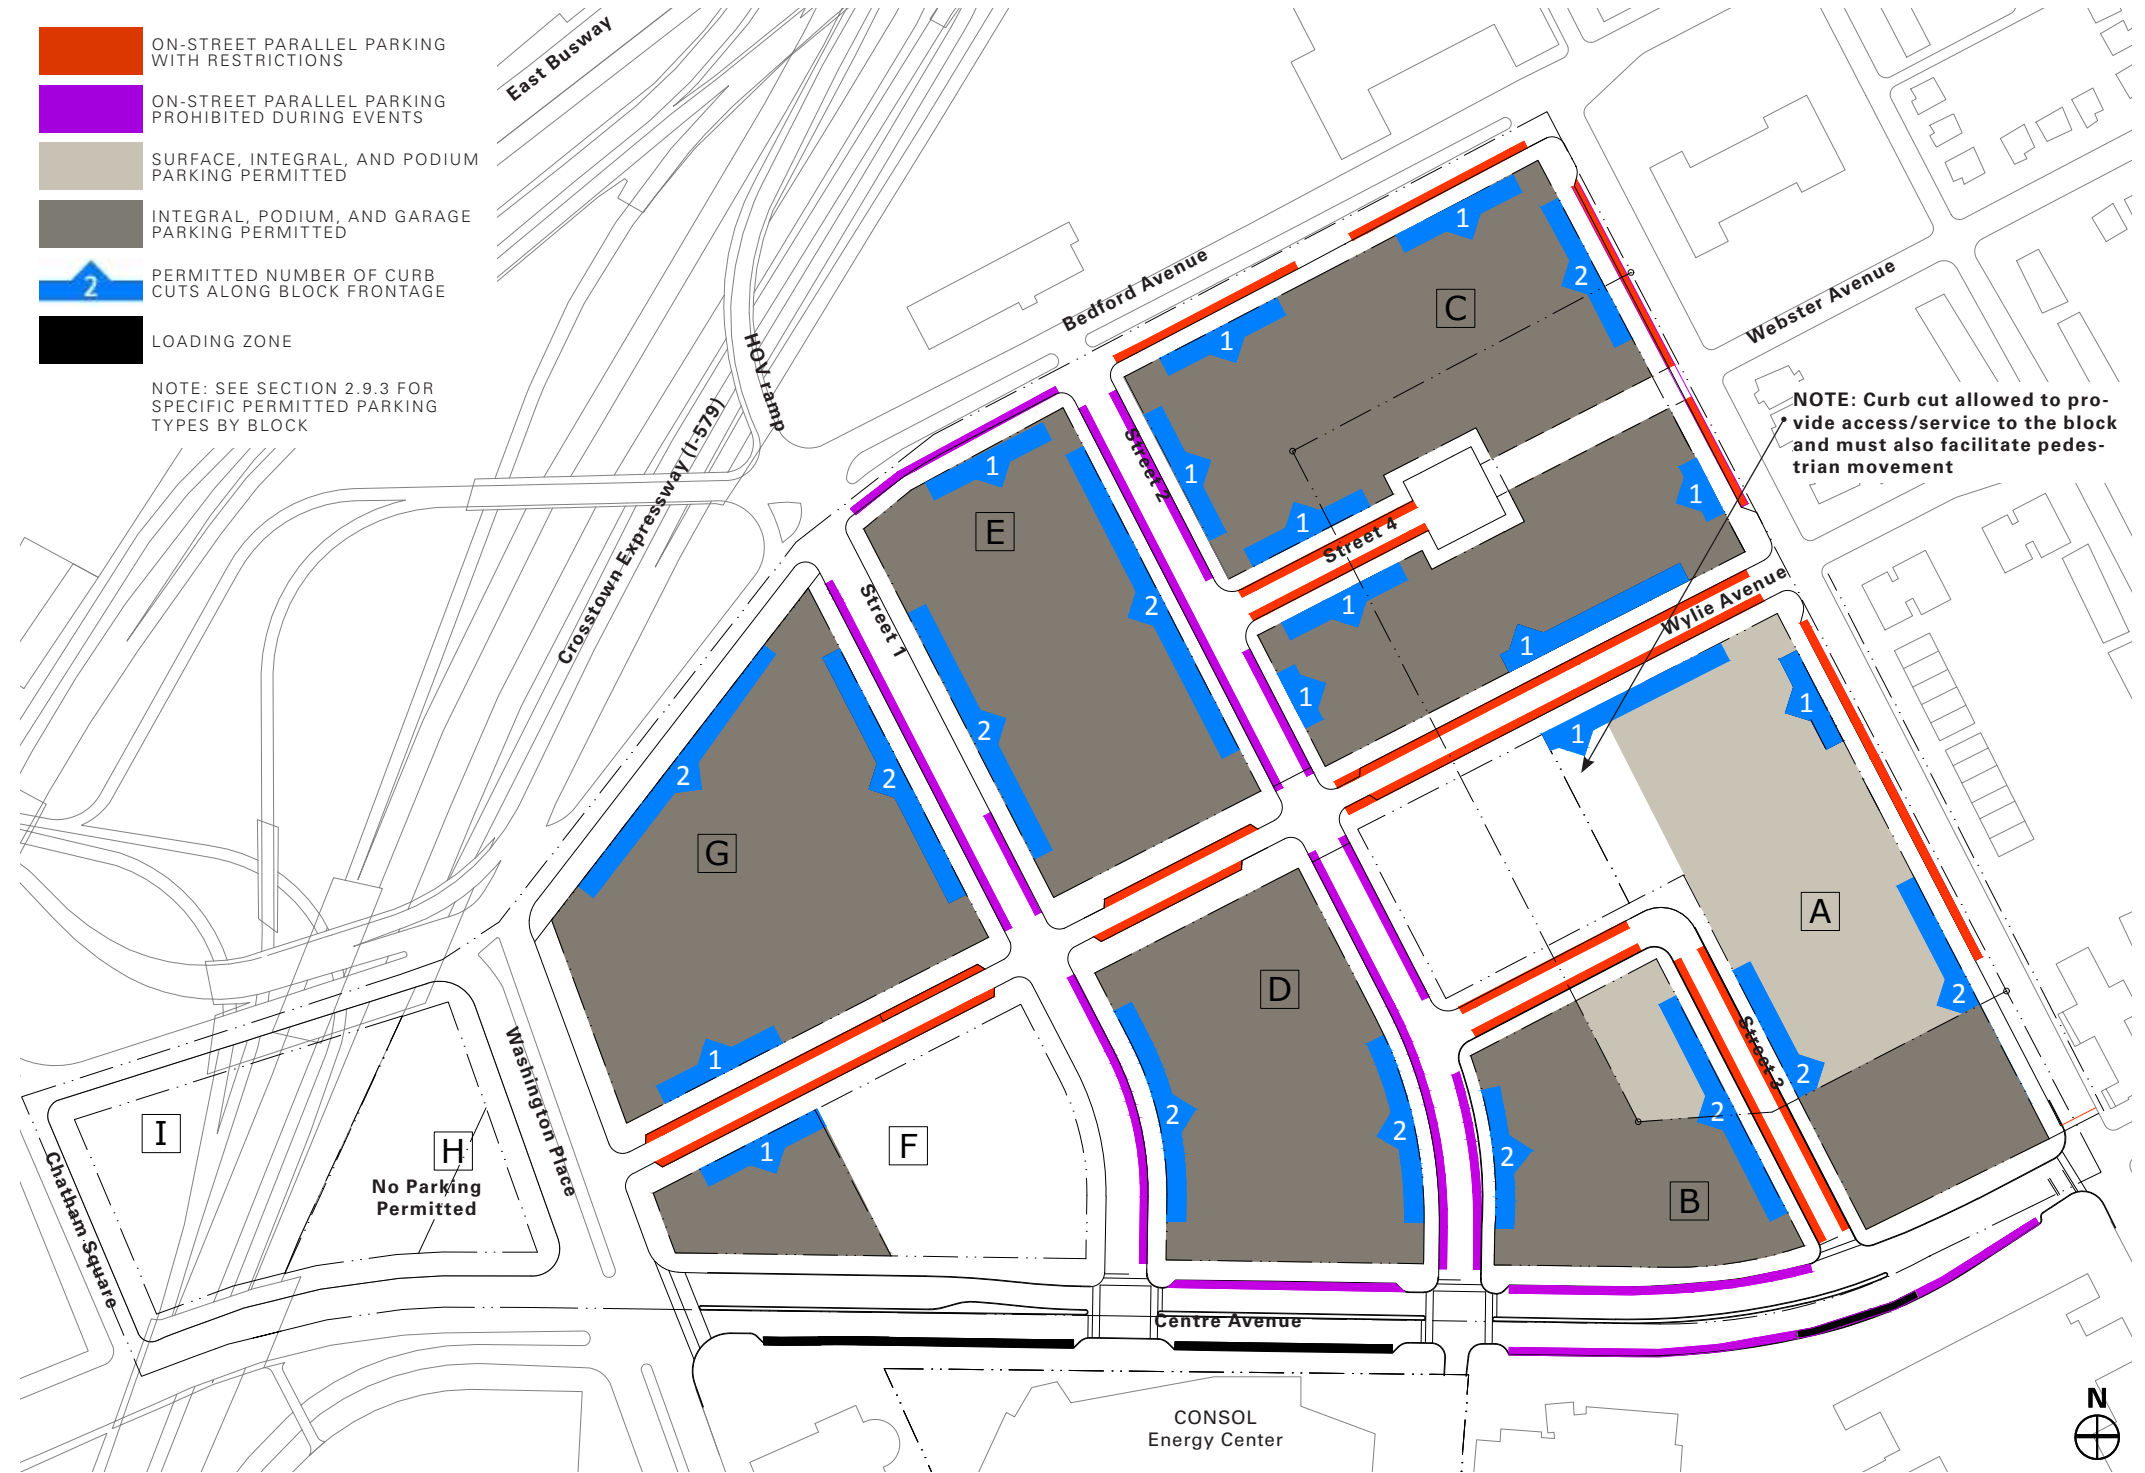 ON-STREET PARALLEL PARKING
WITH RESTRICTIONS
ON-STREET PARALLEL PARKING
PROHIBITED DURING EVENTS
SURFACE, INTEGRAL, AND PODIUM
PARKING PERMITTED
INTEGRAL, PODIUM, AND GARAGE
PARKING PERMITTED
2
PERMITTED NUMBER OF CURB
CUTS ALONG BLOCK FRONTAGE
LOADING ZONE
NOTE: SEE SECTION 2.9.3 FOR
SPECIFIC PERMITTED PARKING
TYPES BY BLOCK
East Busway
HOV ramp
Crosstown Expressway (I-579)
Bedford Avenue
Webster Avenue
NOTE: Curb cut allowed to pro-
vide access/service to the block
and must also facilitate pedes-
trian movement
1
2
C
1
1
1
1
1
1
1
Street 2
Street 4
Wylie Avenue
1
E
2
2
Street 1
2
2
G
1
1
1
A
2
2
Street 3
D
2
2
2
2
B
1
F
I
H
No Parking
Permitted
Washington Place
Chatham Square
Centre Avenue
CONSOL
Energy Center
N